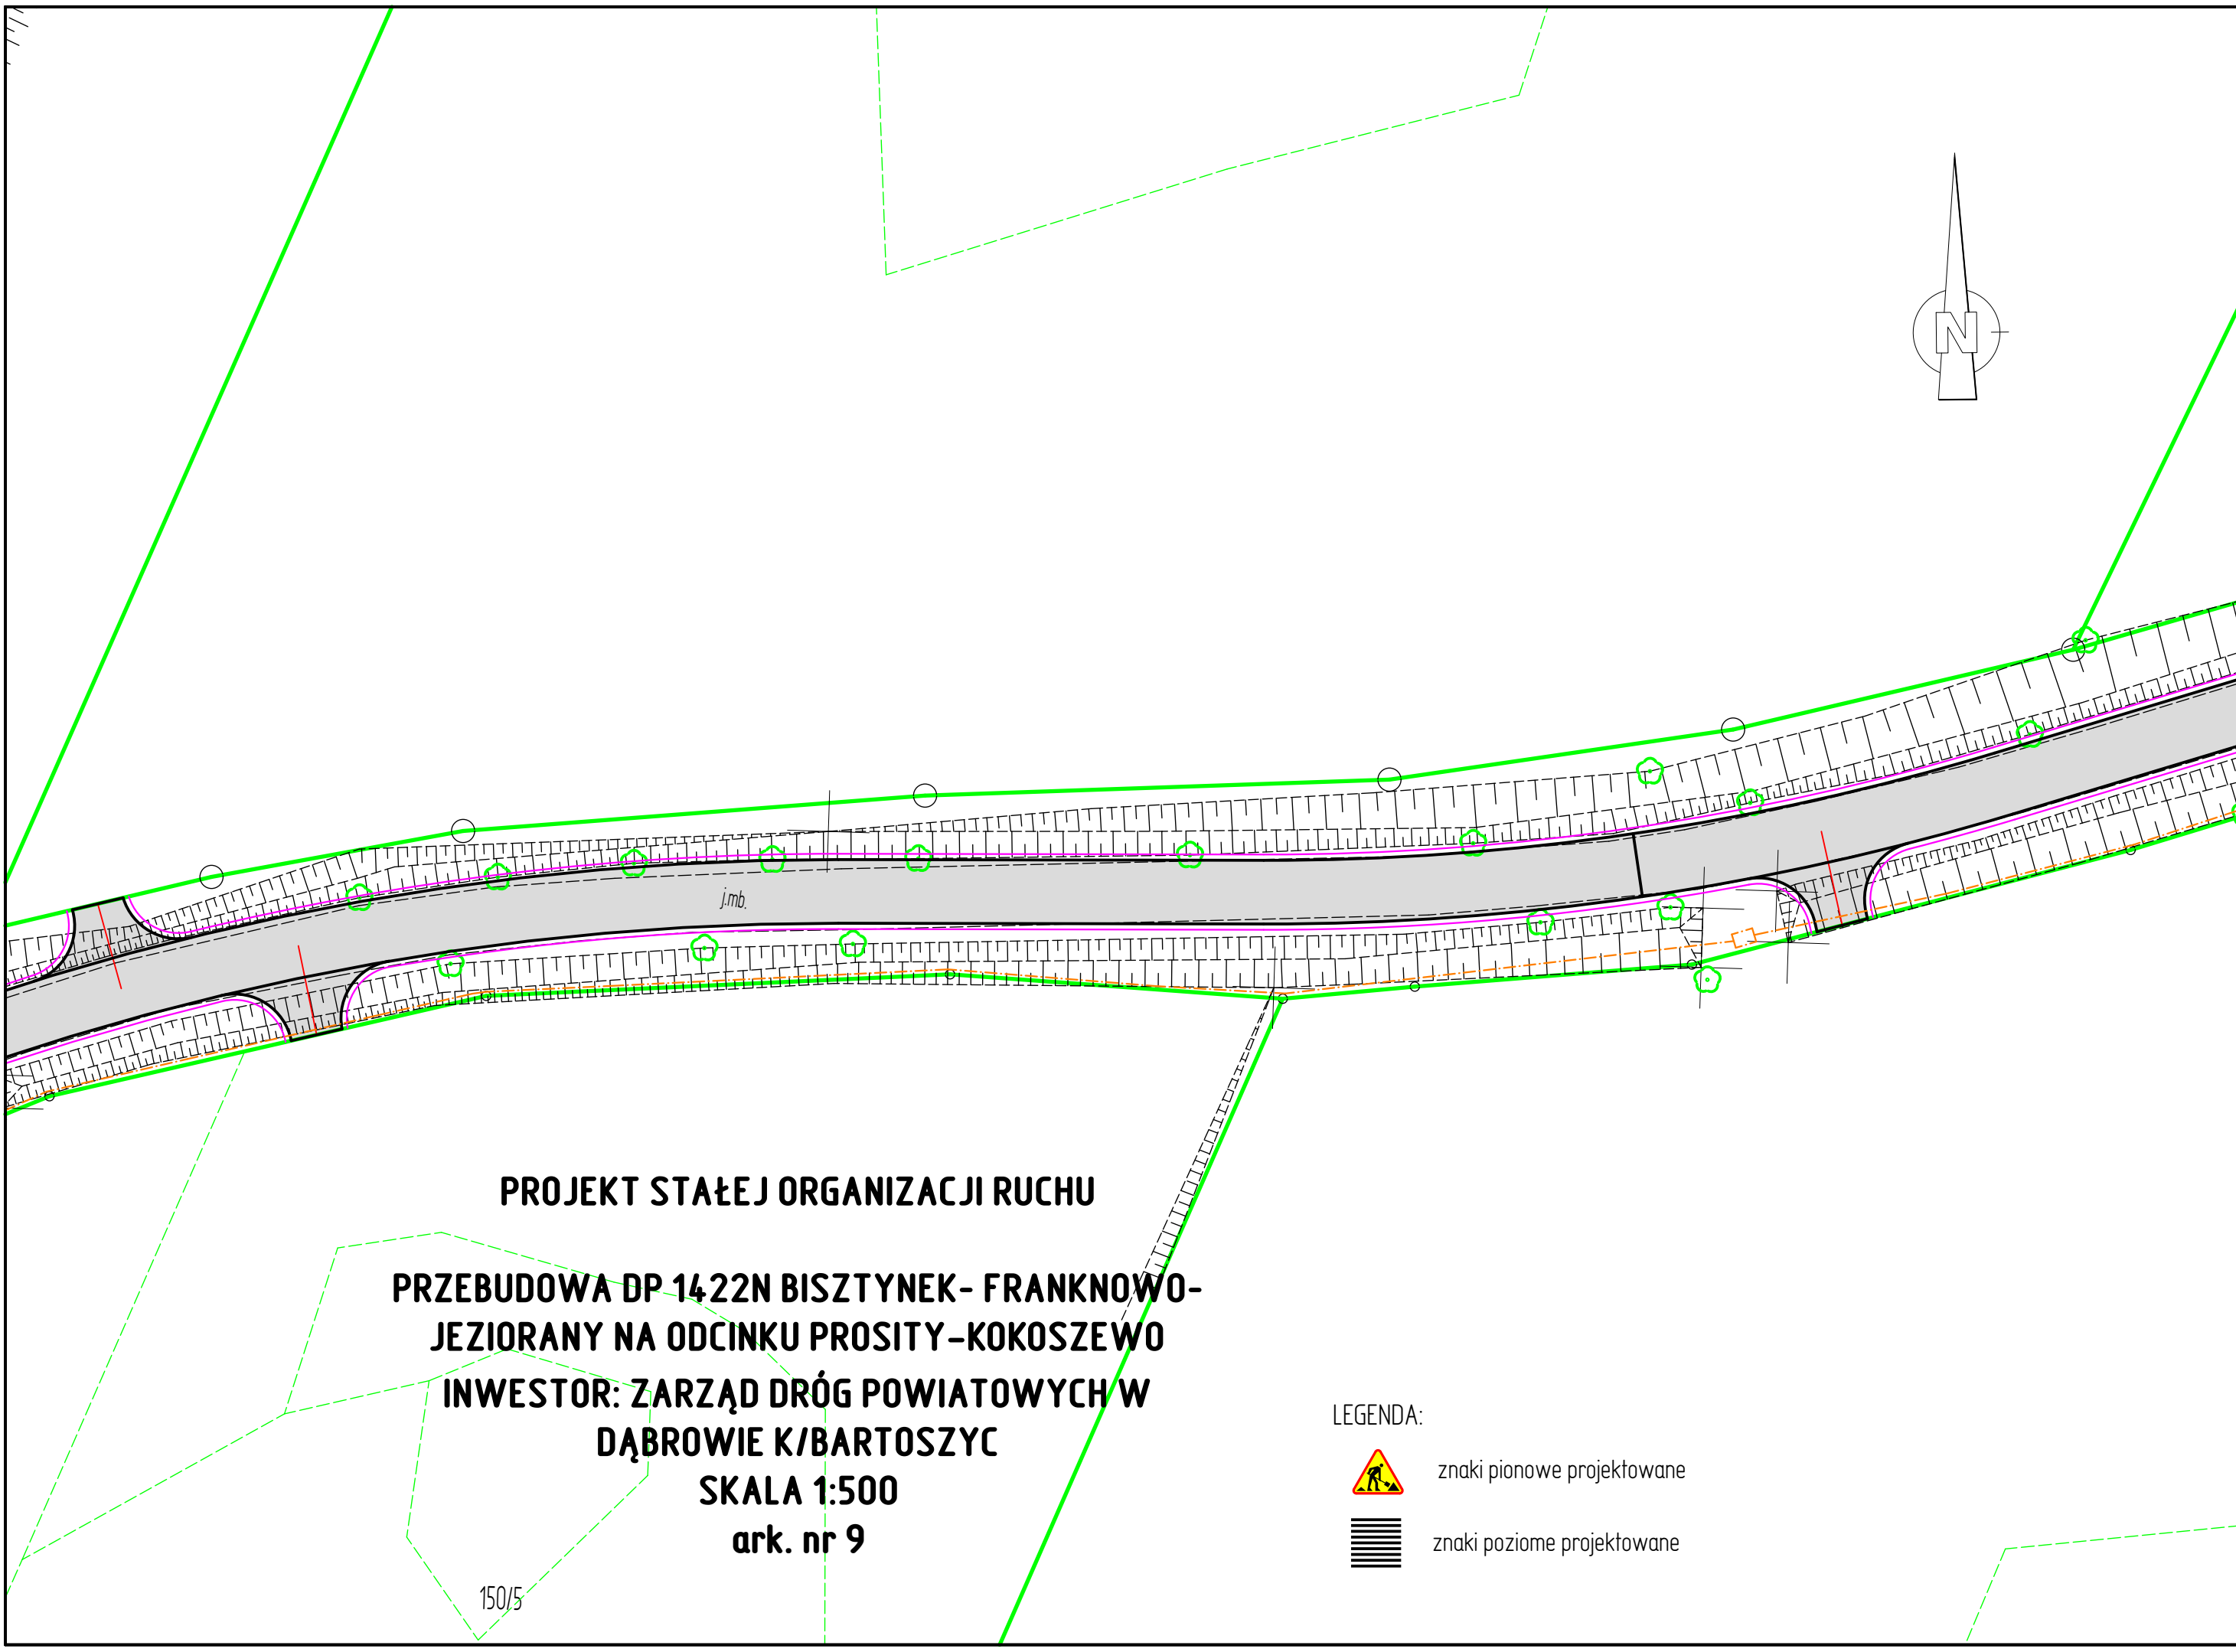 N
j.mb.
PROJEKT STAŁEJ ORGANIZACJI RUCHU
PRZEBUDOWA DP 1422N BISZTYNEK- FRANKNOWO-
JEZIORANY NA ODCINKU PROSITY-KOKOSZEWO
INWESTOR: ZARZĄD DRÓG POWIATOWYCH W
DĄBROWIE K/BARTOSZYC
SKALA 1:500
ark. nr 9
LEGENDA:
znaki pionowe projektowane
znaki poziome projektowane
150/5